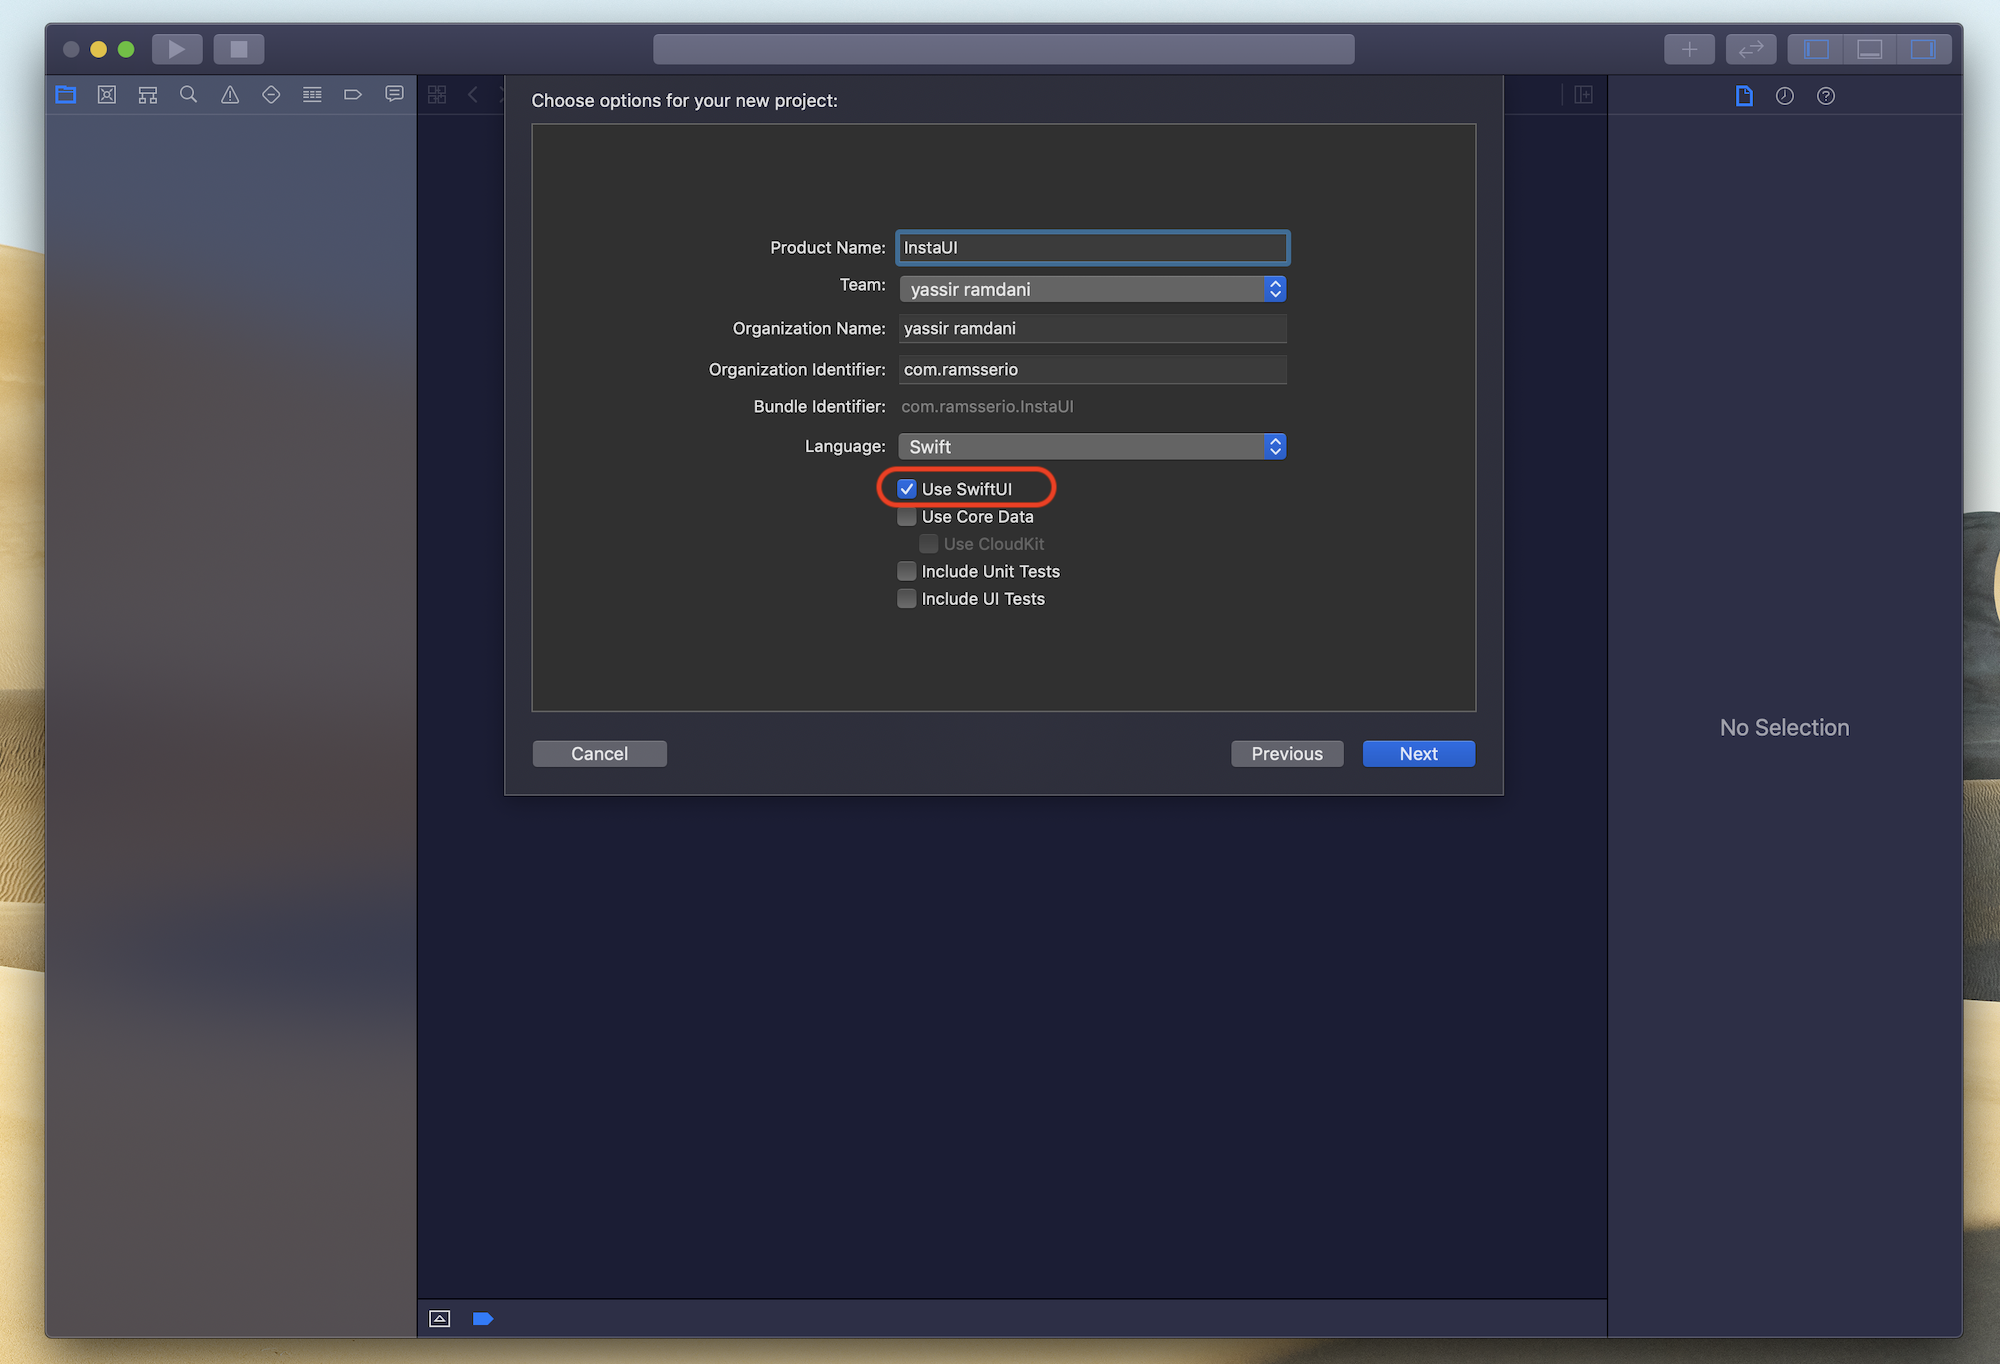 Choose options for your new project:
Product Name: InstaUI
Team: yassir ramdani
Organization Name: yassir ramdani
Organization Identifier: com.ramsserio
Bundle Identifier: com.ramsserio.InstaUI
Language: Swift
Use SwiftUI
Use Core Data
Use CloudKit
Include Unit Tests
Include UI Tests
No Selection
Cancel Previous Next